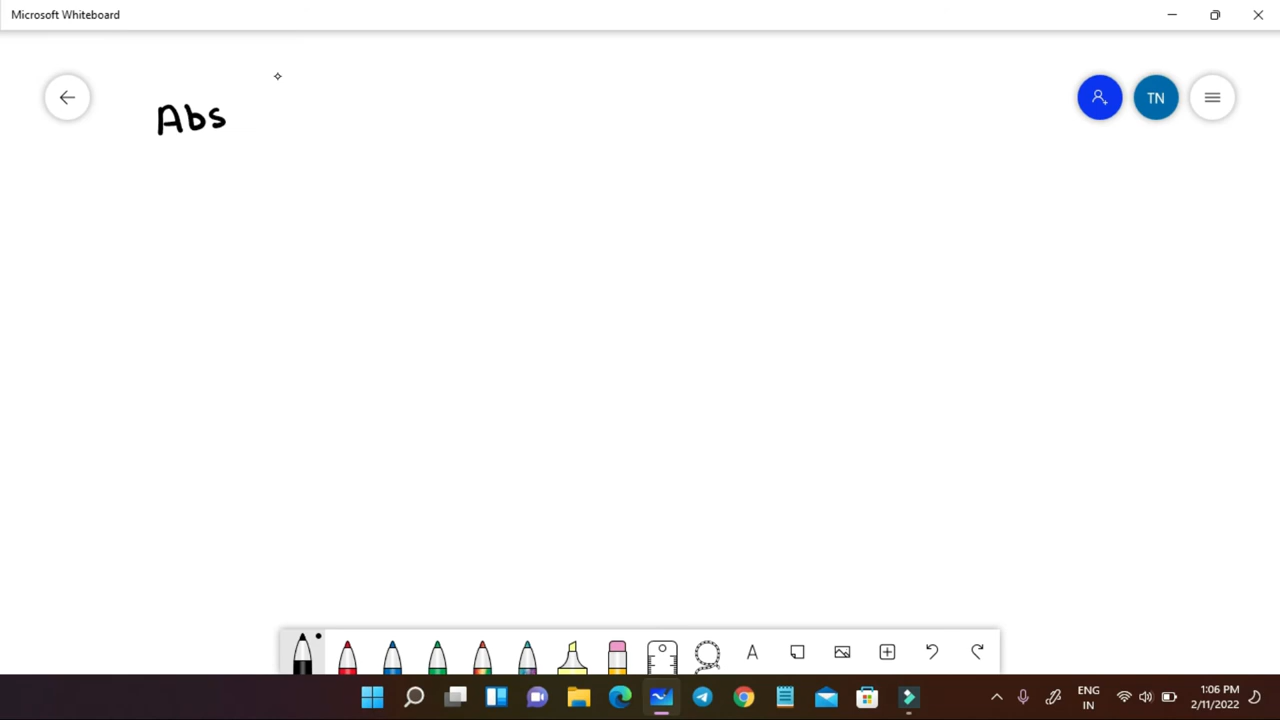 Microsoft Whiteboard
Abs
TN
A
ENG
IN
1:06 PM
2/11/2022